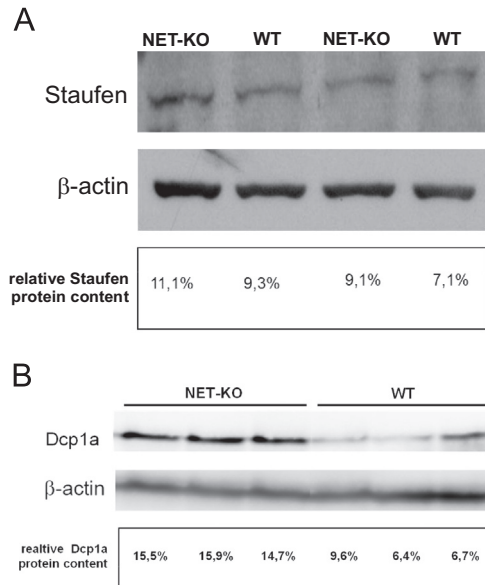 A
NET-KO WT NET-KO WT
Staufen
β-actin
relative Staufen protein content
11,1% 9,3% 9,1% 7,1%
B
NET-KO WT
Dcp1a
β-actin
realtive Dcp1a protein content
15,5% 15,9% 14,7% 9,6% 6,4% 6,7%